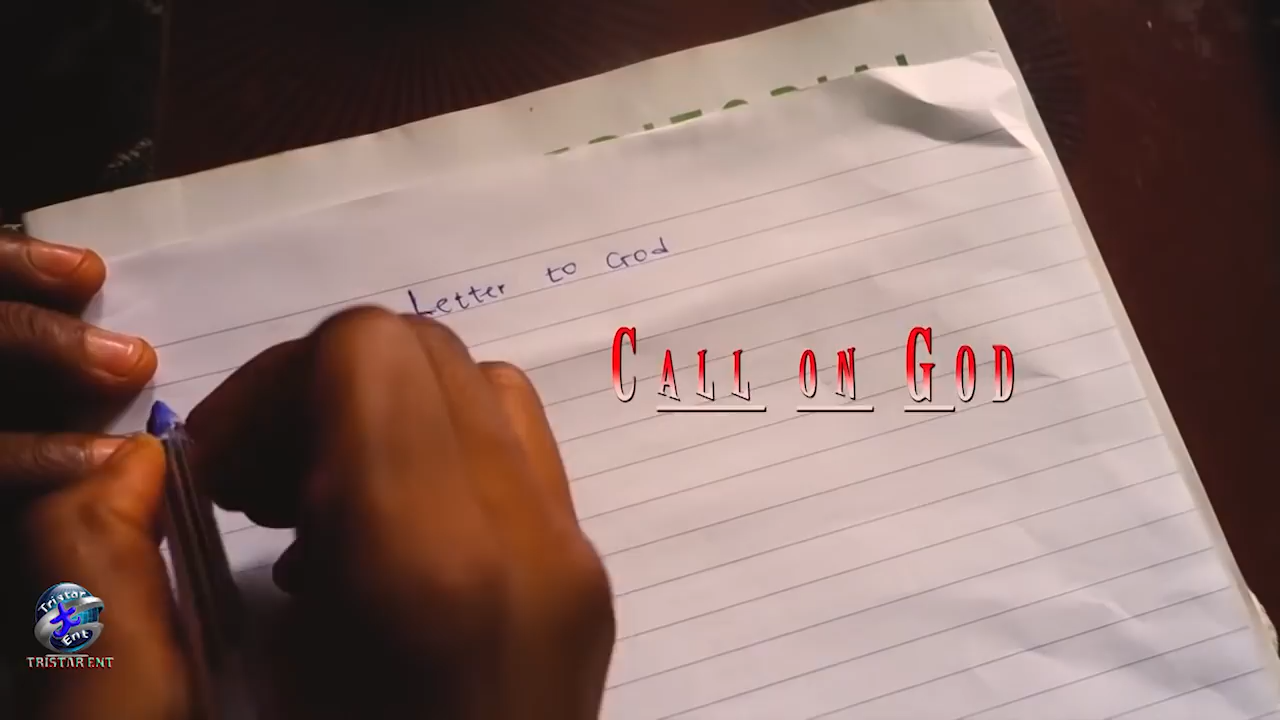 Letter to God
CALL ON GOD
Tristar
Ent
TRISTAR ENT